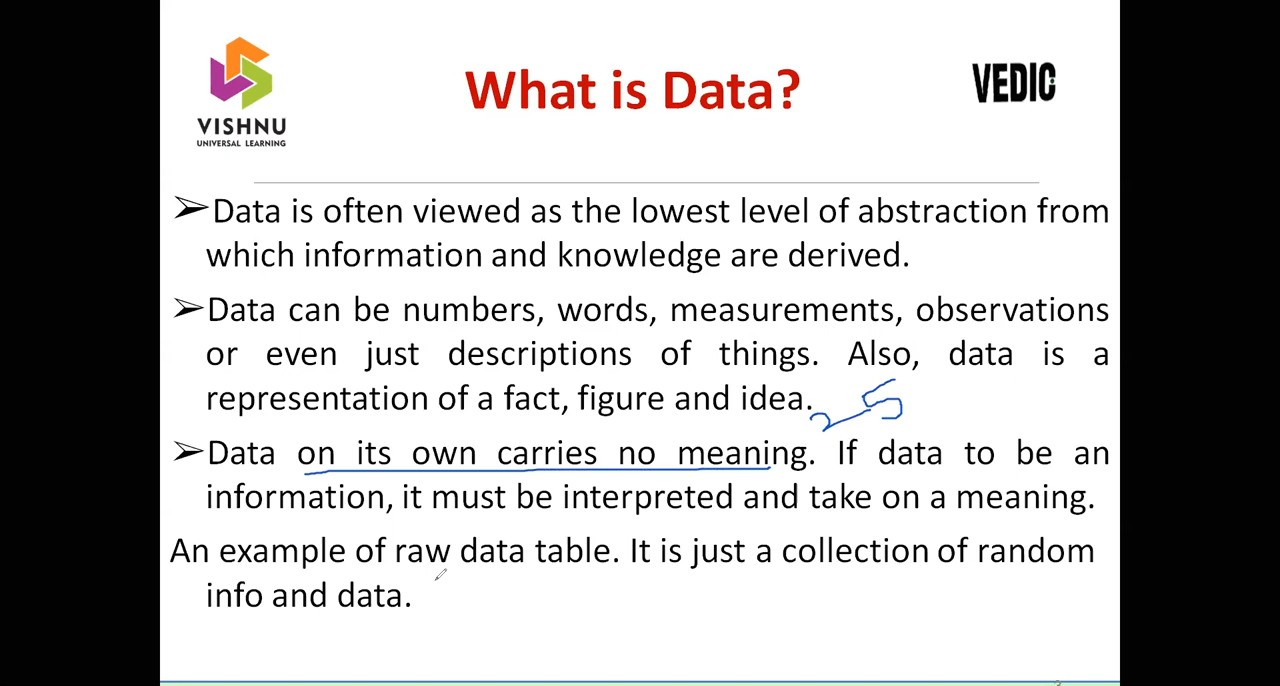 VISHNU
UNIVERSAL LEARNING
What is Data?
VEDIC
➢Data is often viewed as the lowest level of abstraction from
which information and knowledge are derived.
➢Data can be numbers, words, measurements, observations
or even just descriptions of things. Also, data is a
representation of a fact, figure and idea.
25
➢Data on its own carries no meaning. If data to be an
information, it must be interpreted and take on a meaning.
An example of raw data table. It is just a collection of random
info and data.